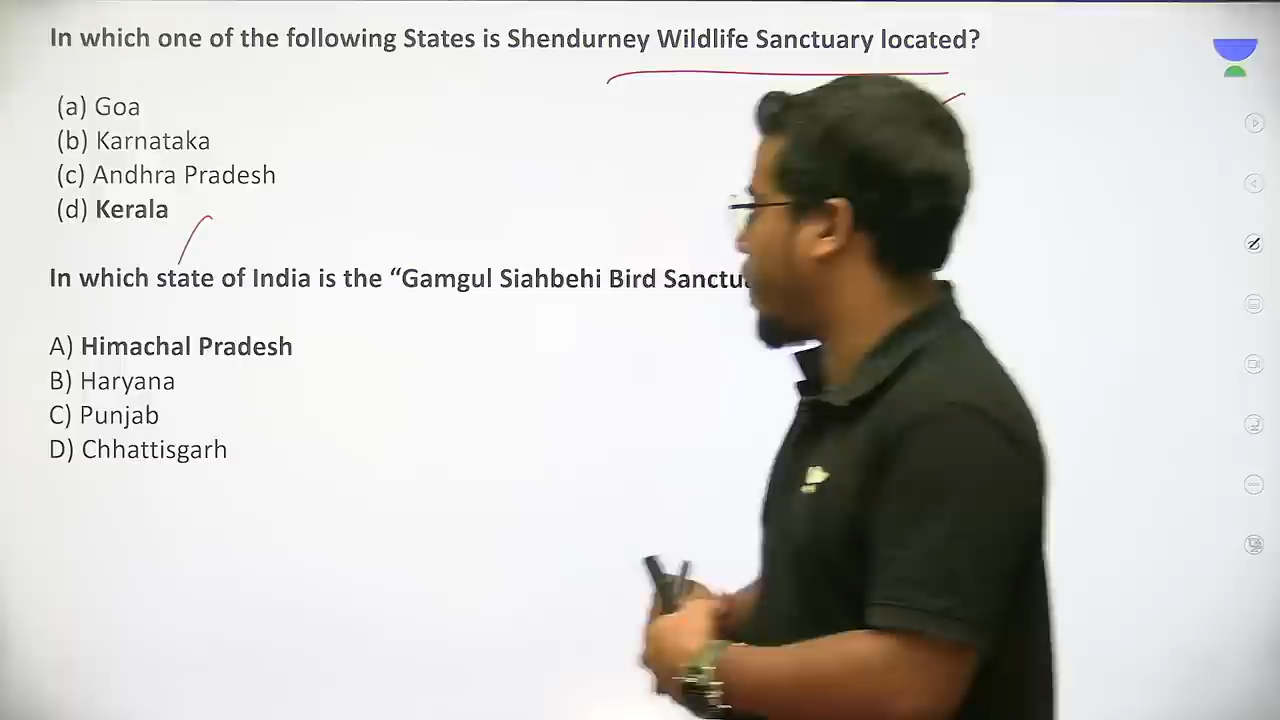 In which one of the following States is Shendurney Wildlife Sanctuary located?
(a) Goa
(b) Karnataka
(c) Andhra Pradesh
(d) Kerala
In which state of India is the “Gamgul Siahbehi Bird
A) Himachal Pradesh
B) Haryana
C) Punjab
D) Chhattisgarh